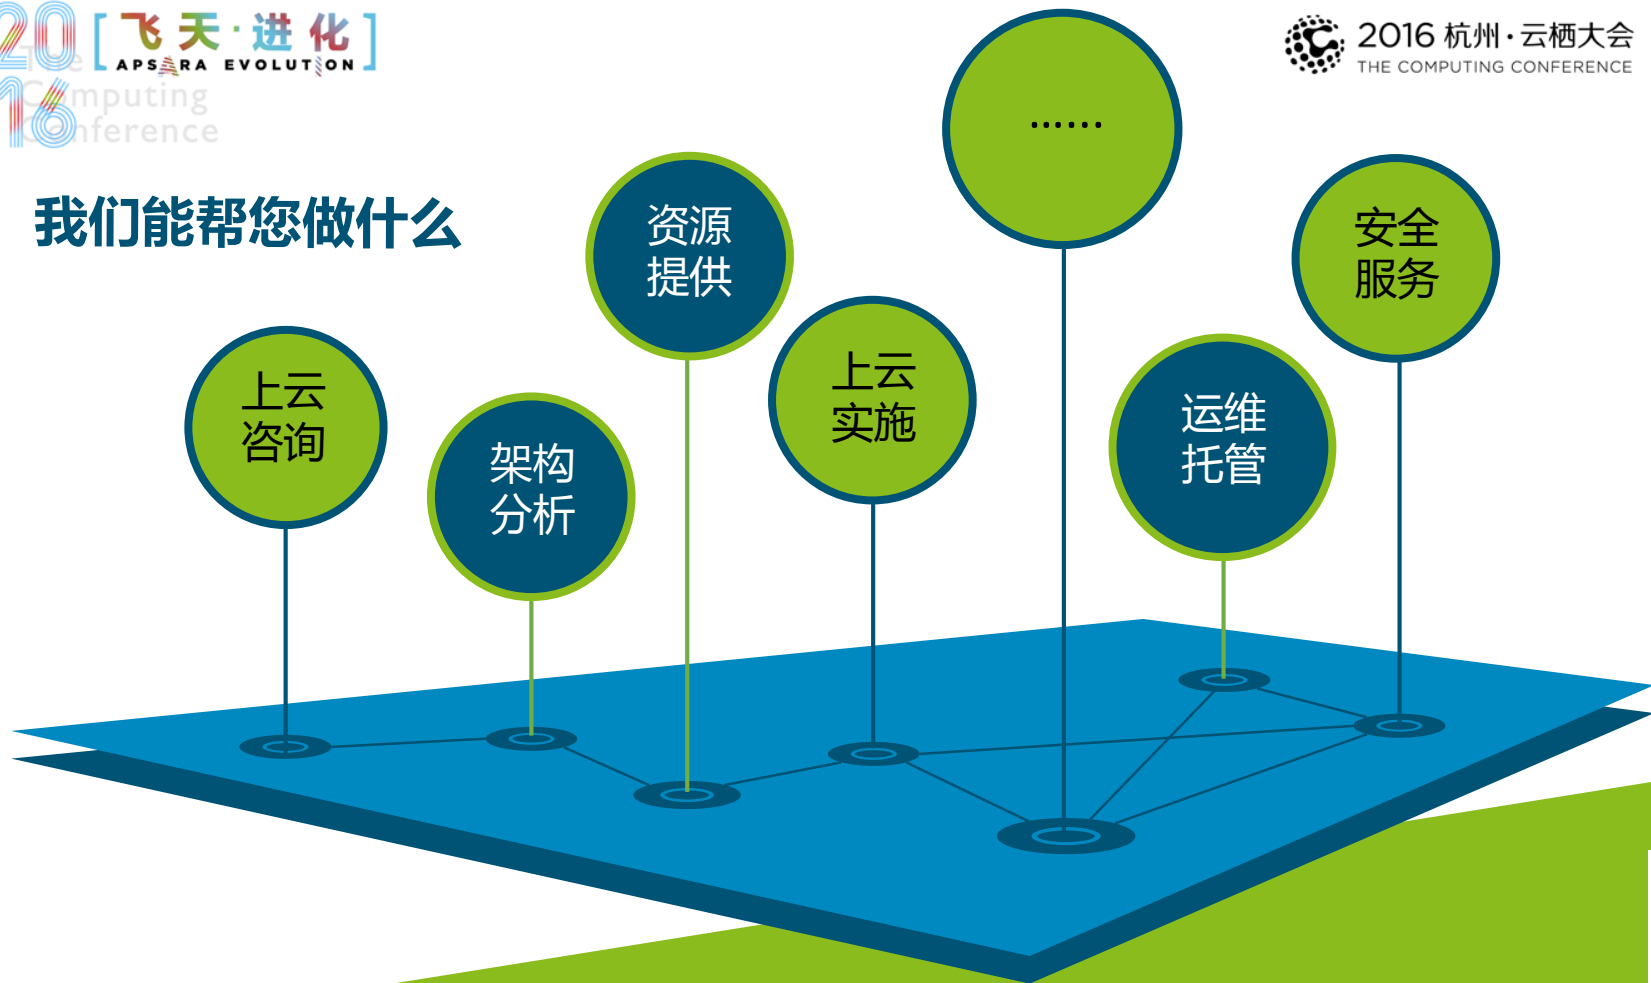 2016
[飞天·进化]
APSARA EVOLUTION
The
Computing
Conference
2016 杭州·云栖大会
THE COMPUTING CONFERENCE
我们能帮您做什么
上云
咨询
架构
分析
资源
提供
上云
实施
……
运维
托管
安全
服务